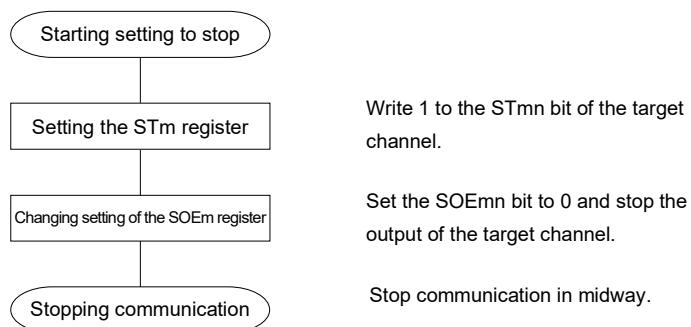 Starting setting to stop
Setting the STm register
Write 1 to the STmn bit of the target
channel.
Changing setting of the SOEm register
Set the SOEmn bit to 0 and stop the
output of the target channel.
Stopping communication
Stop communication in midway.